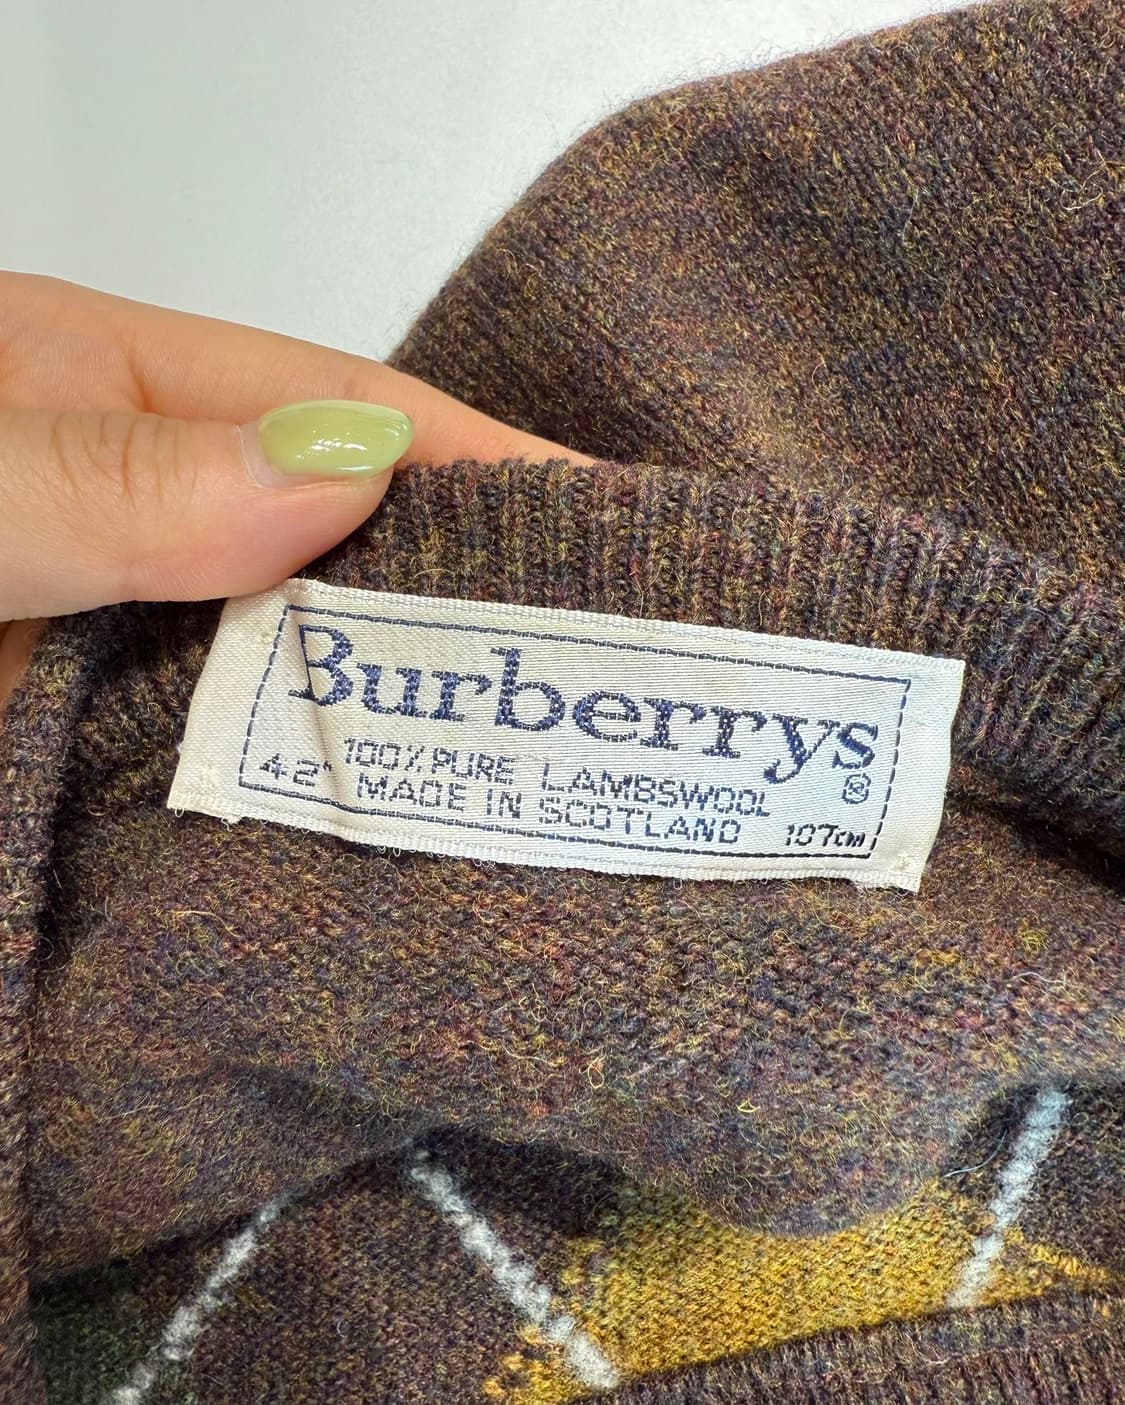 Burberrys
®
100% PURE LAMBSWOOL
42" MADE IN SCOTLAND 107cm